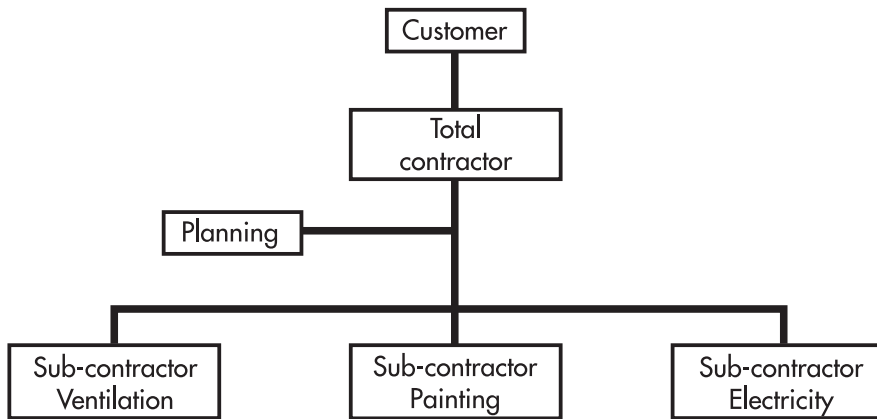 Customer
Total
contractor
Planning
Sub-contractor
Ventilation
Sub-contractor
Painting
Sub-contractor
Electricity